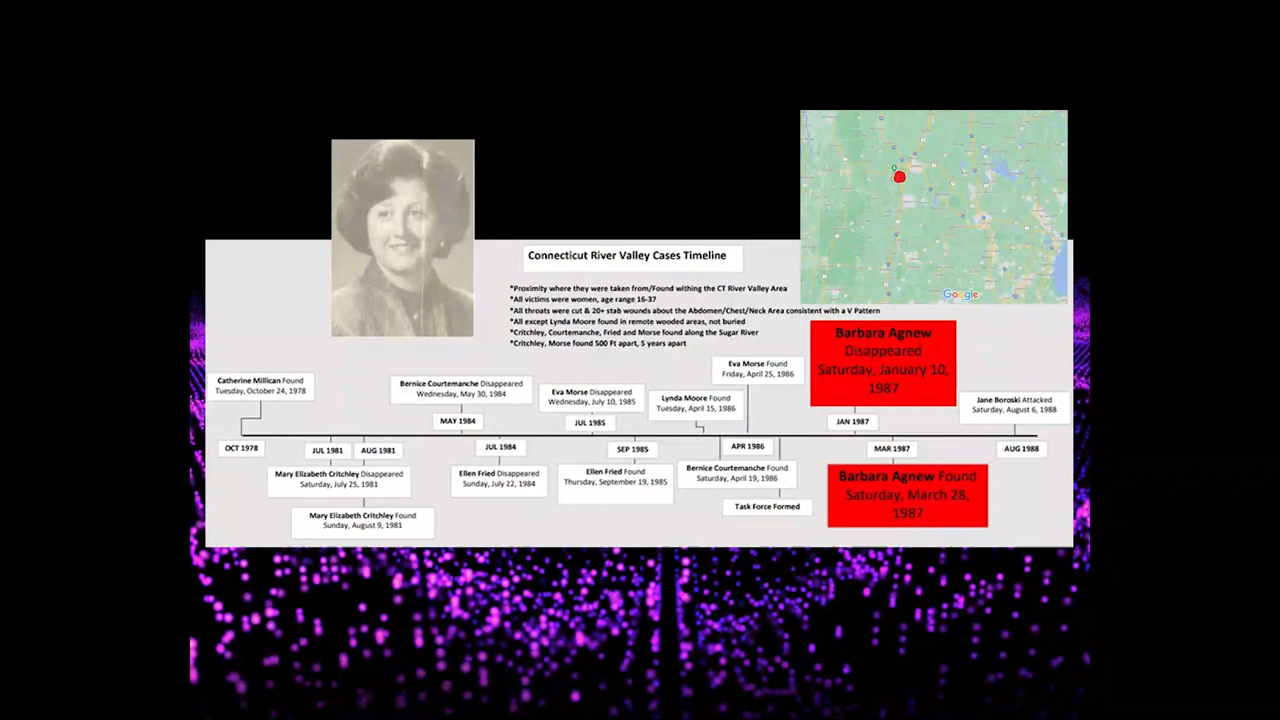 Connecticut River Valley Cases Timeline
*Proximity where they were taken from/Found withing the CT River Valley Area
*All victims were women, age range 16-37
*All throats were cut & 20+ stab wounds about the Abdomen/Chest/Neck Area consistent with a V Pattern
*All except Lynda Moore found in remote wooded areas, not buried
*Critchley, Courtemanche, Fried and Morse found along the Sugar River
*Critchley, Morse found 500 Ft apart, 5 years apart
Google
Catherine Millican Found
Tuesday, October 24, 1978
Bernice Courtemanche Disappeared
Wednesday, May 30, 1984
Eva Morse Disappeared
Wednesday, July 10, 1985
Lynda Moore Found
Tuesday, April 15, 1986
Eva Morse Found
Friday, April 25, 1986
Barbara Agnew
Disappeared
Saturday, January 10,
1987
Jane Boroski Attacked
Saturday, August 6, 1988
MAY 1984
JUL 1985
JAN 1987
OCT 1978
JUL 1981
AUG 1981
JUL 1984
SEP 1985
APR 1986
MAR 1987
AUG 1988
Mary Elizabeth Critchley Disappeared
Saturday, July 25, 1981
Mary Elizabeth Critchley Found
Sunday, August 9, 1981
Ellen Fried Disappeared
Sunday, July 22, 1984
Ellen Fried Found
Thursday, September 19, 1985
Bernice Courtemanche Found
Saturday, April 19, 1986
Task Force Formed
Barbara Agnew Found
Saturday, March 28,
1987